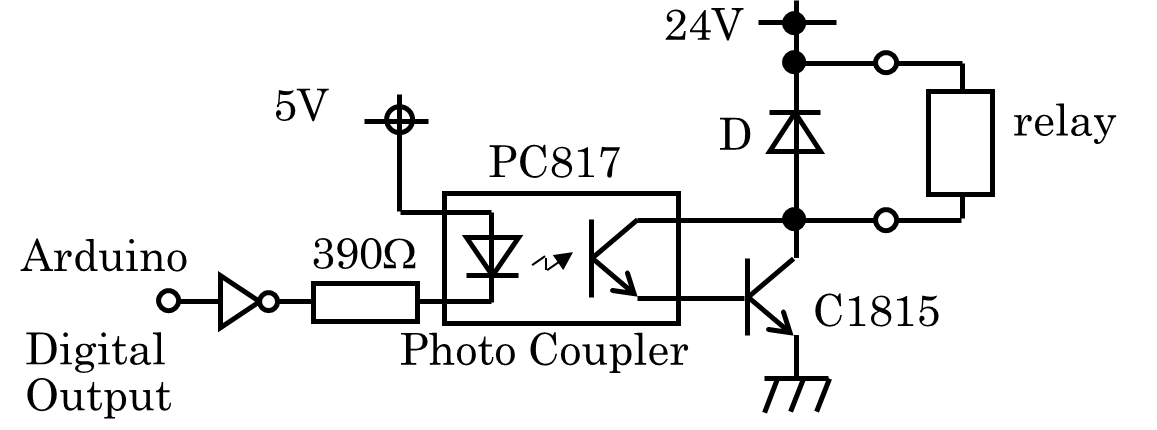 24V
5V
D
relay
PC817
Arduino
390Ω
C1815
Digital
Output
Photo Coupler